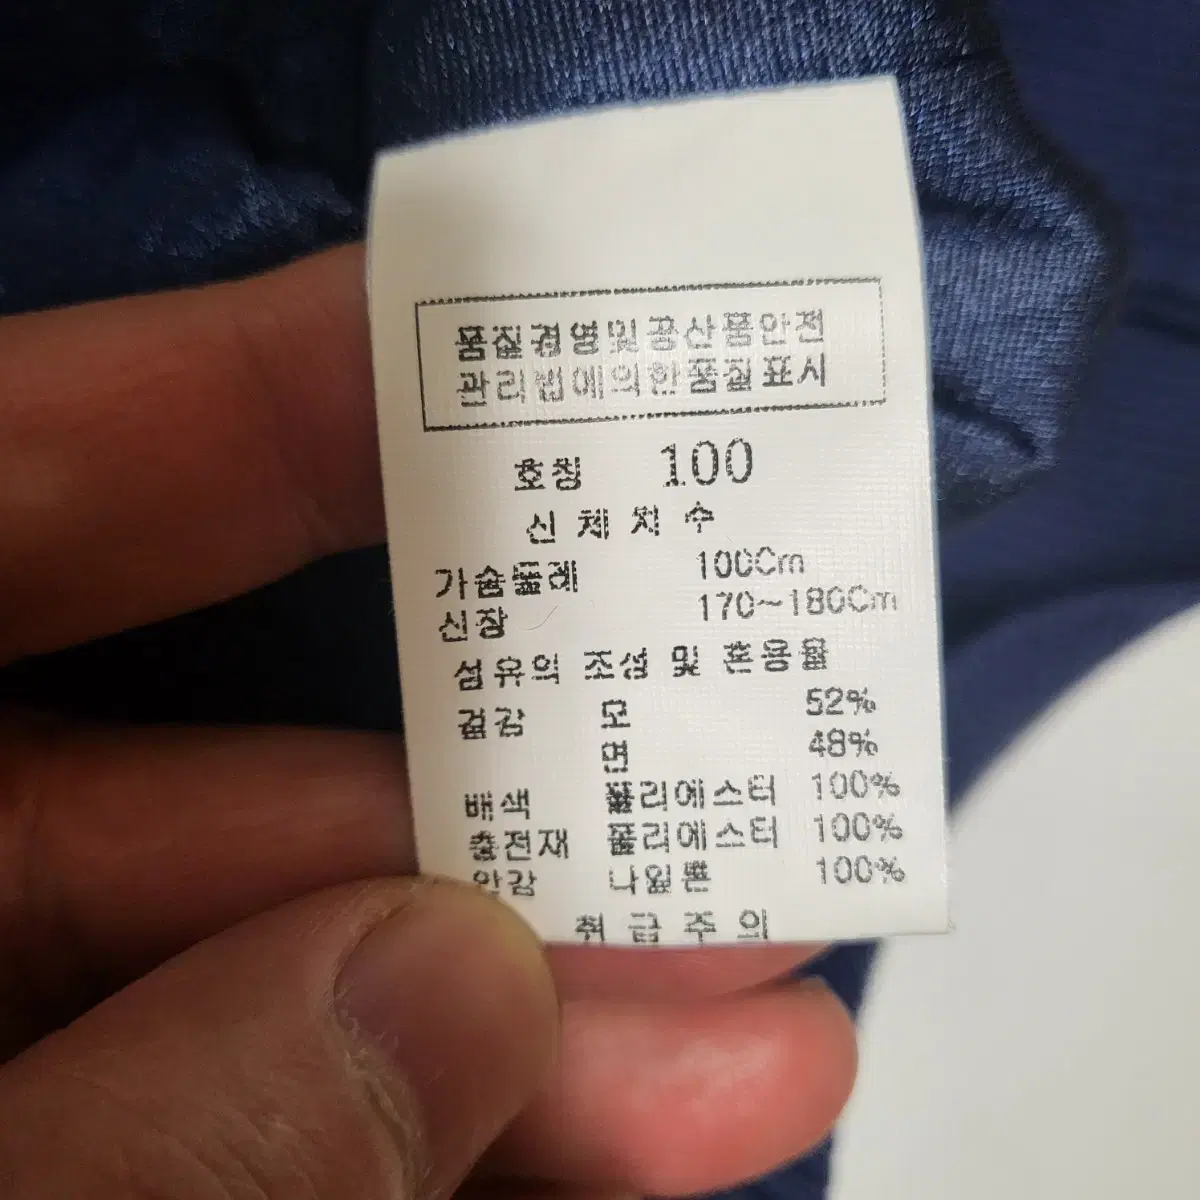 품질경영및공산품안전
관리법에의한품질표시
호칭 100
신체치수
가슴둘레 100Cm
신장 170~180Cm
섬유의 조성 및 혼용률
겉감 모 52%
면 48%
배색 폴리에스터 100%
충전재 폴리에스터 100%
안감 나일론 100%
취급주의